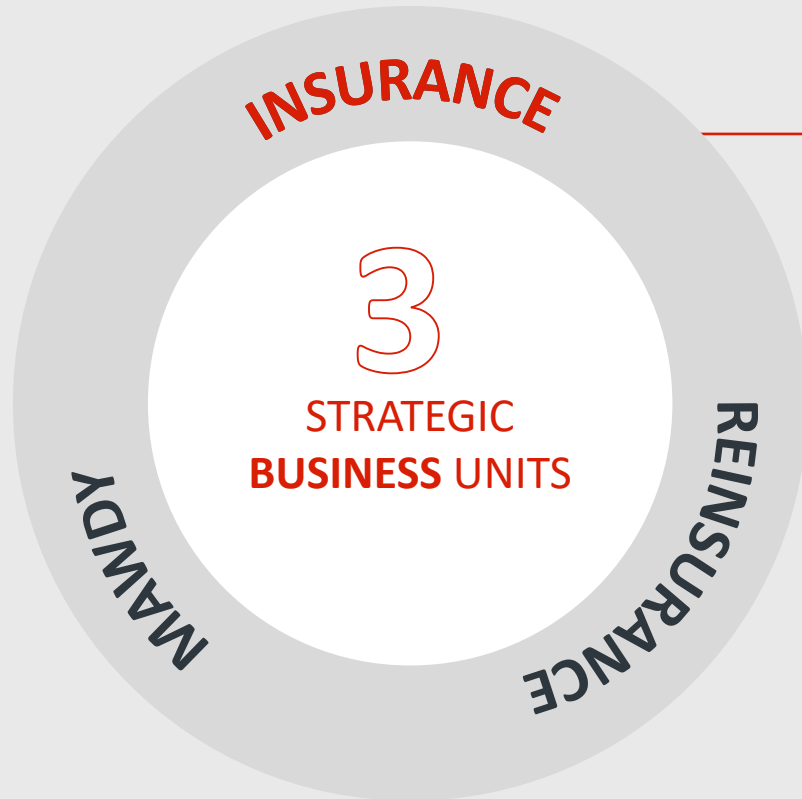 INSURANCE
3
STRATEGIC
BUSINESS UNITS
REINSURANCE
MAWDY